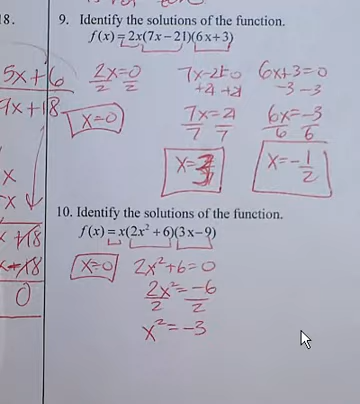 18.
9. Identify the solutions of the function.
f(x) = 2x(7x−21)(6x+3)
5x+6
9x+18
2x=0
2 2
x=0
7x−21=0
+21 +21
7x=21
7 7
x=3
6x+3=0
−3 −3
6x=−3
6 6
x=−1/2
x
−x
x+18
x+18
0
10. Identify the solutions of the function.
f(x) = x(2x²+6)(3x−9)
x=0
2x²+6=0
2x²=−6
2 2
x²=−3